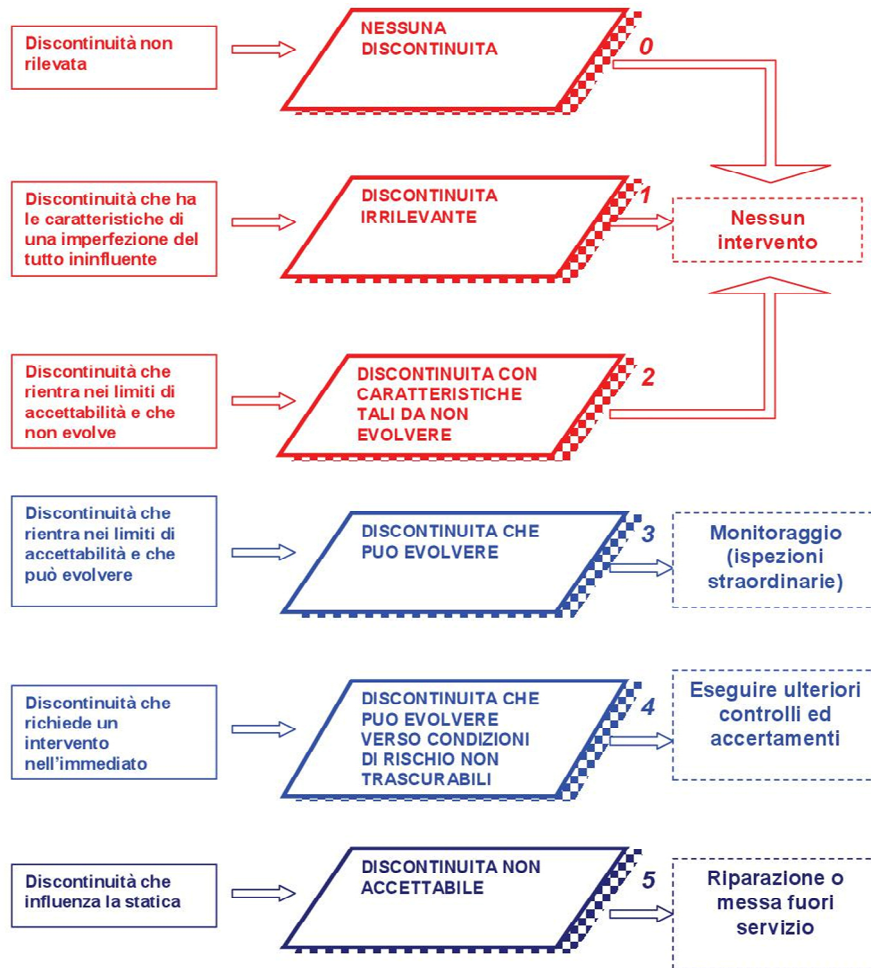 Discontinuità non
rilevata
NESSUNA
DISCONTINUITA
0
Discontinuità che ha
le caratteristiche di
una imperfezione del
tutto ininfluente
DISCONTINUITA
IRRILEVANTE
1
Nessun
intervento
Discontinuità che
rientra nei limiti di
accettabilità e che
non evolve
DISCONTINUITA CON
CARATTERISTICHE
TALI DA NON
EVOLVERE
2
Discontinuità che
rientra nei limiti di
accettabilità e che
può evolvere
DISCONTINUITA CHE
PUO EVOLVERE
3
Monitoraggio
(ispezioni
straordinarie)
Discontinuità che
richiede un
intervento
nell'immediato
DISCONTINUITA CHE
PUO EVOLVERE
VERSO CONDIZIONI
DI RISCHIO NON
TRASCURABILI
4
Eseguire ulteriori
controlli ed
accertamenti
Discontinuità che
influenza la statica
DISCONTINUITA NON
ACCETTABILE
5
Riparazione o
messa fuori
servizio